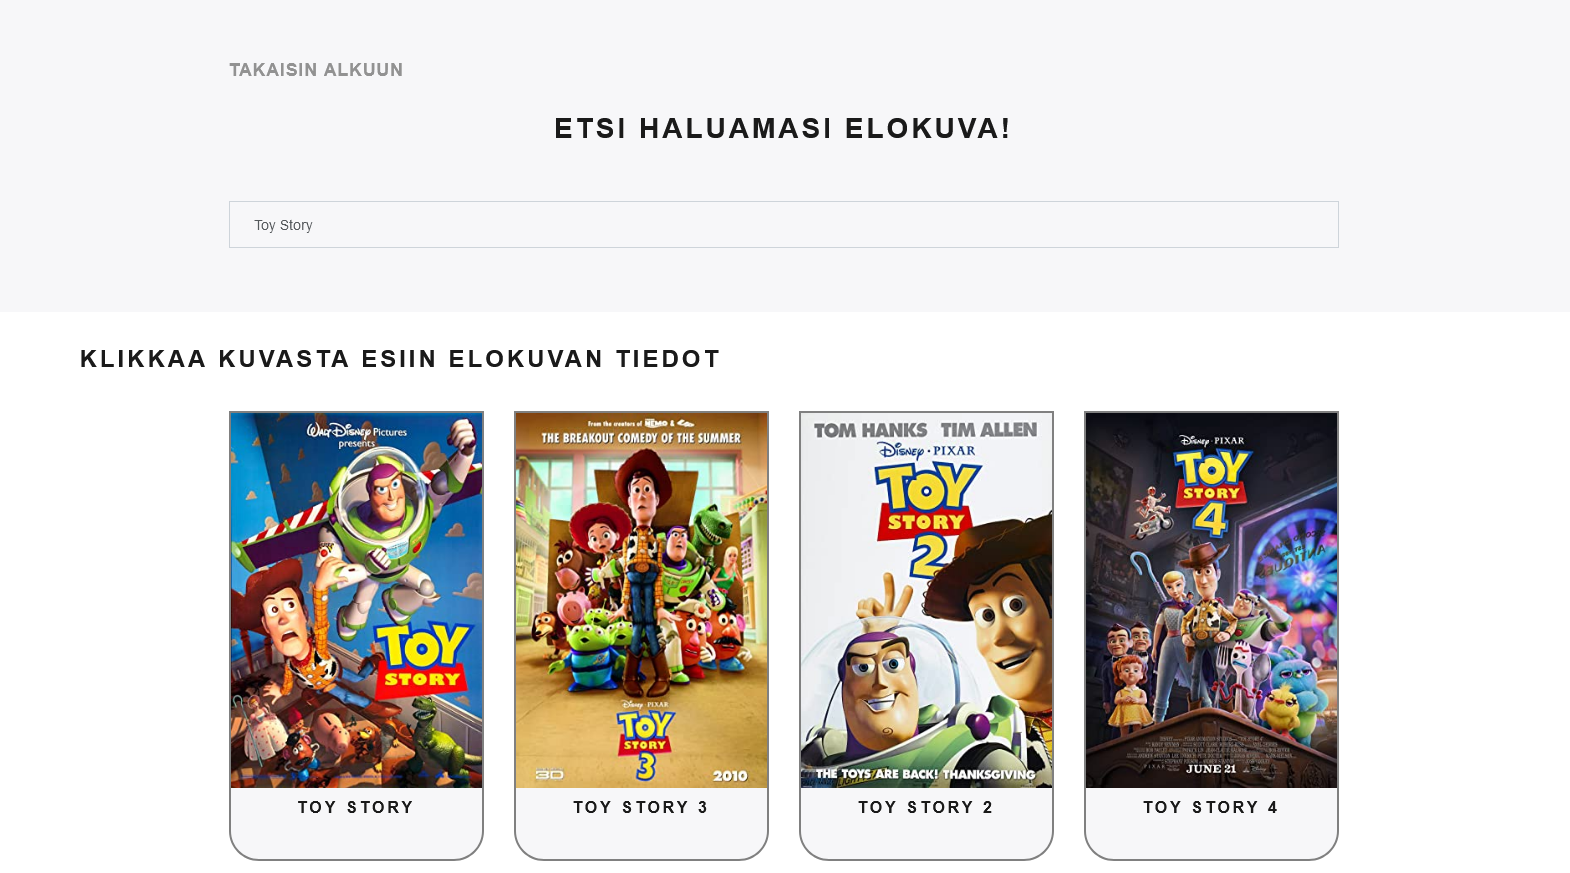 TAKAISIN ALKUUN
ETSI HALUAMASI ELOKUVA!
Toy Story
KLIKKAA KUVASTA ESIIN ELOKUVAN TIEDOT
WALT DISNEY Pictures
presents
TOY
STORY
TOY STORY
From the creators of NEMO &
THE BREAKOUT COMEDY OF THE SUMMER
DISNEY · PIXAR
TOY
STORY
3
3D
2010
TOY STORY 3
TOM HANKS TIM ALLEN
DISNEY · PIXAR
TOY
STORY
2
THE TOYS ARE BACK! THANKSGIVING
TOY STORY 2
DISNEY · PIXAR
TOY
STORY
4
JUNE 21
TOY STORY 4